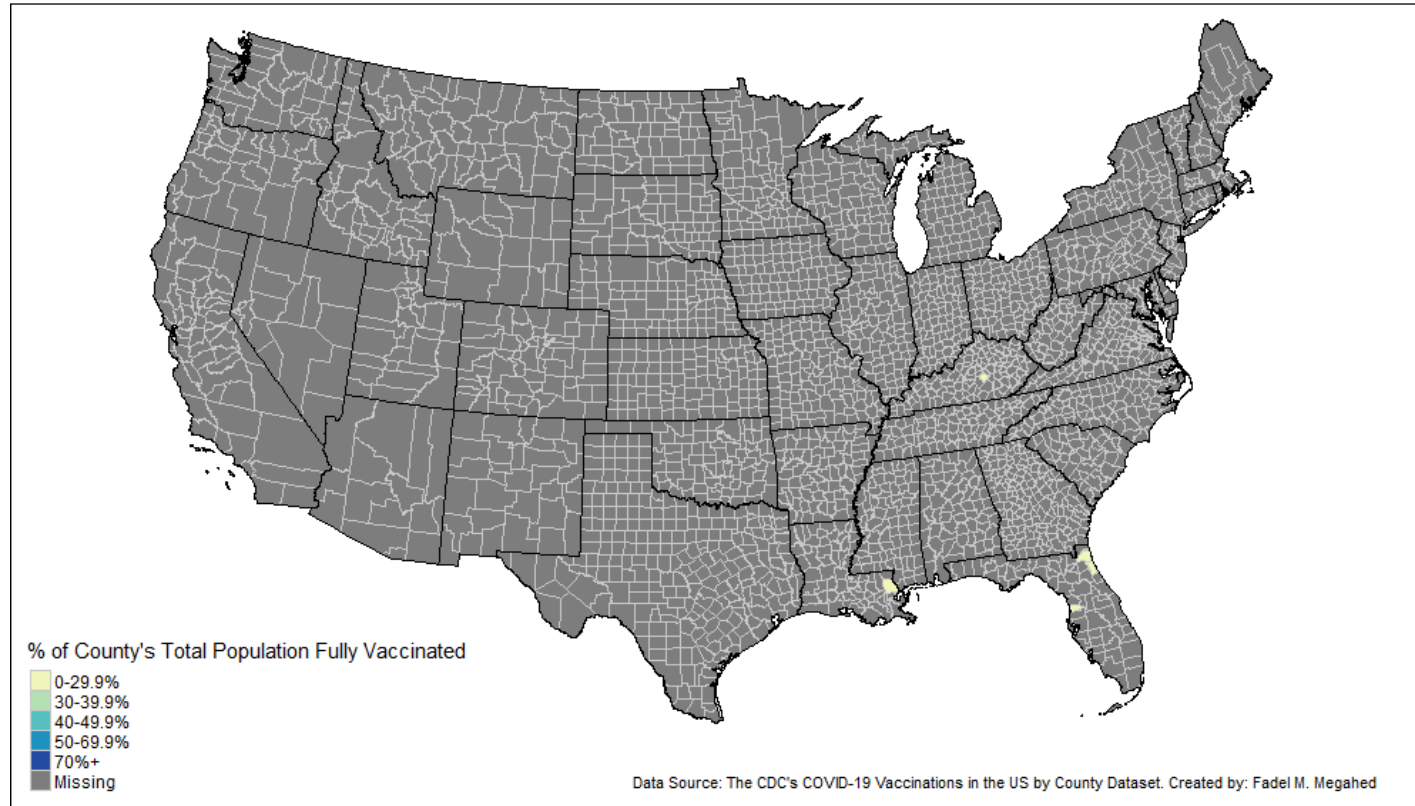 % of County's Total Population Fully Vaccinated
0-29.9%
30-39.9%
40-49.9%
50-69.9%
70%+
Missing
Data Source: The CDC's COVID-19 Vaccinations in the US by County Dataset. Created by: Fadel M. Megahed